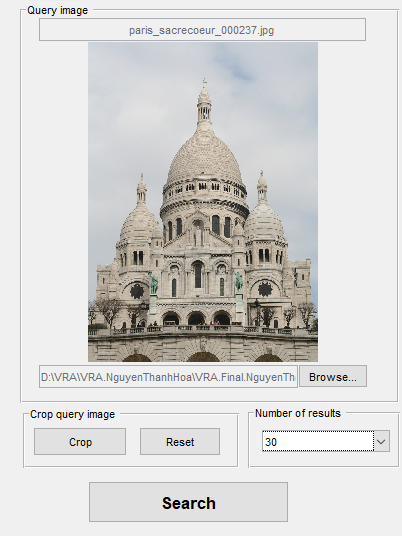 Query image
paris_sacrecoeur_000237.jpg
D:\VRA\VRA.NguyenThanhHoa\VRA.Final.NguyenTh
Browse...
Crop query image
Number of results
Crop
Reset
30
Search